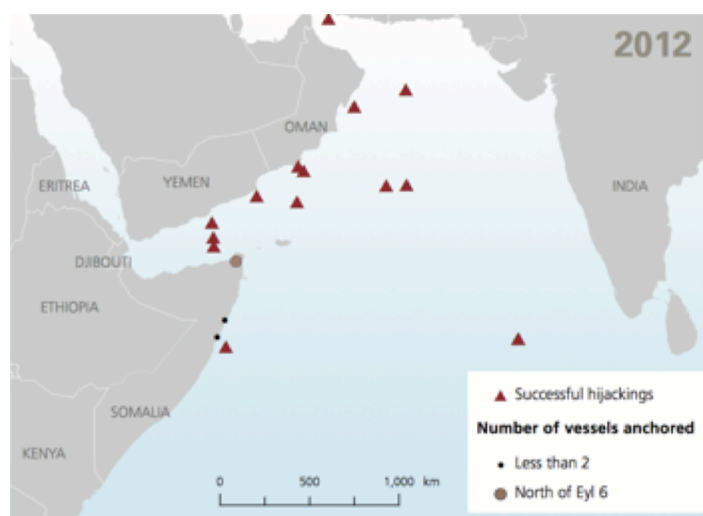 2012
OMAN
YEMEN
ERITREA
INDIA
DJIBOUTI
ETHIOPIA
SOMALIA
KENYA
Successful hijackings
Number of vessels anchored
Less than 2
North of Eyl 6
0 500 1,000 km